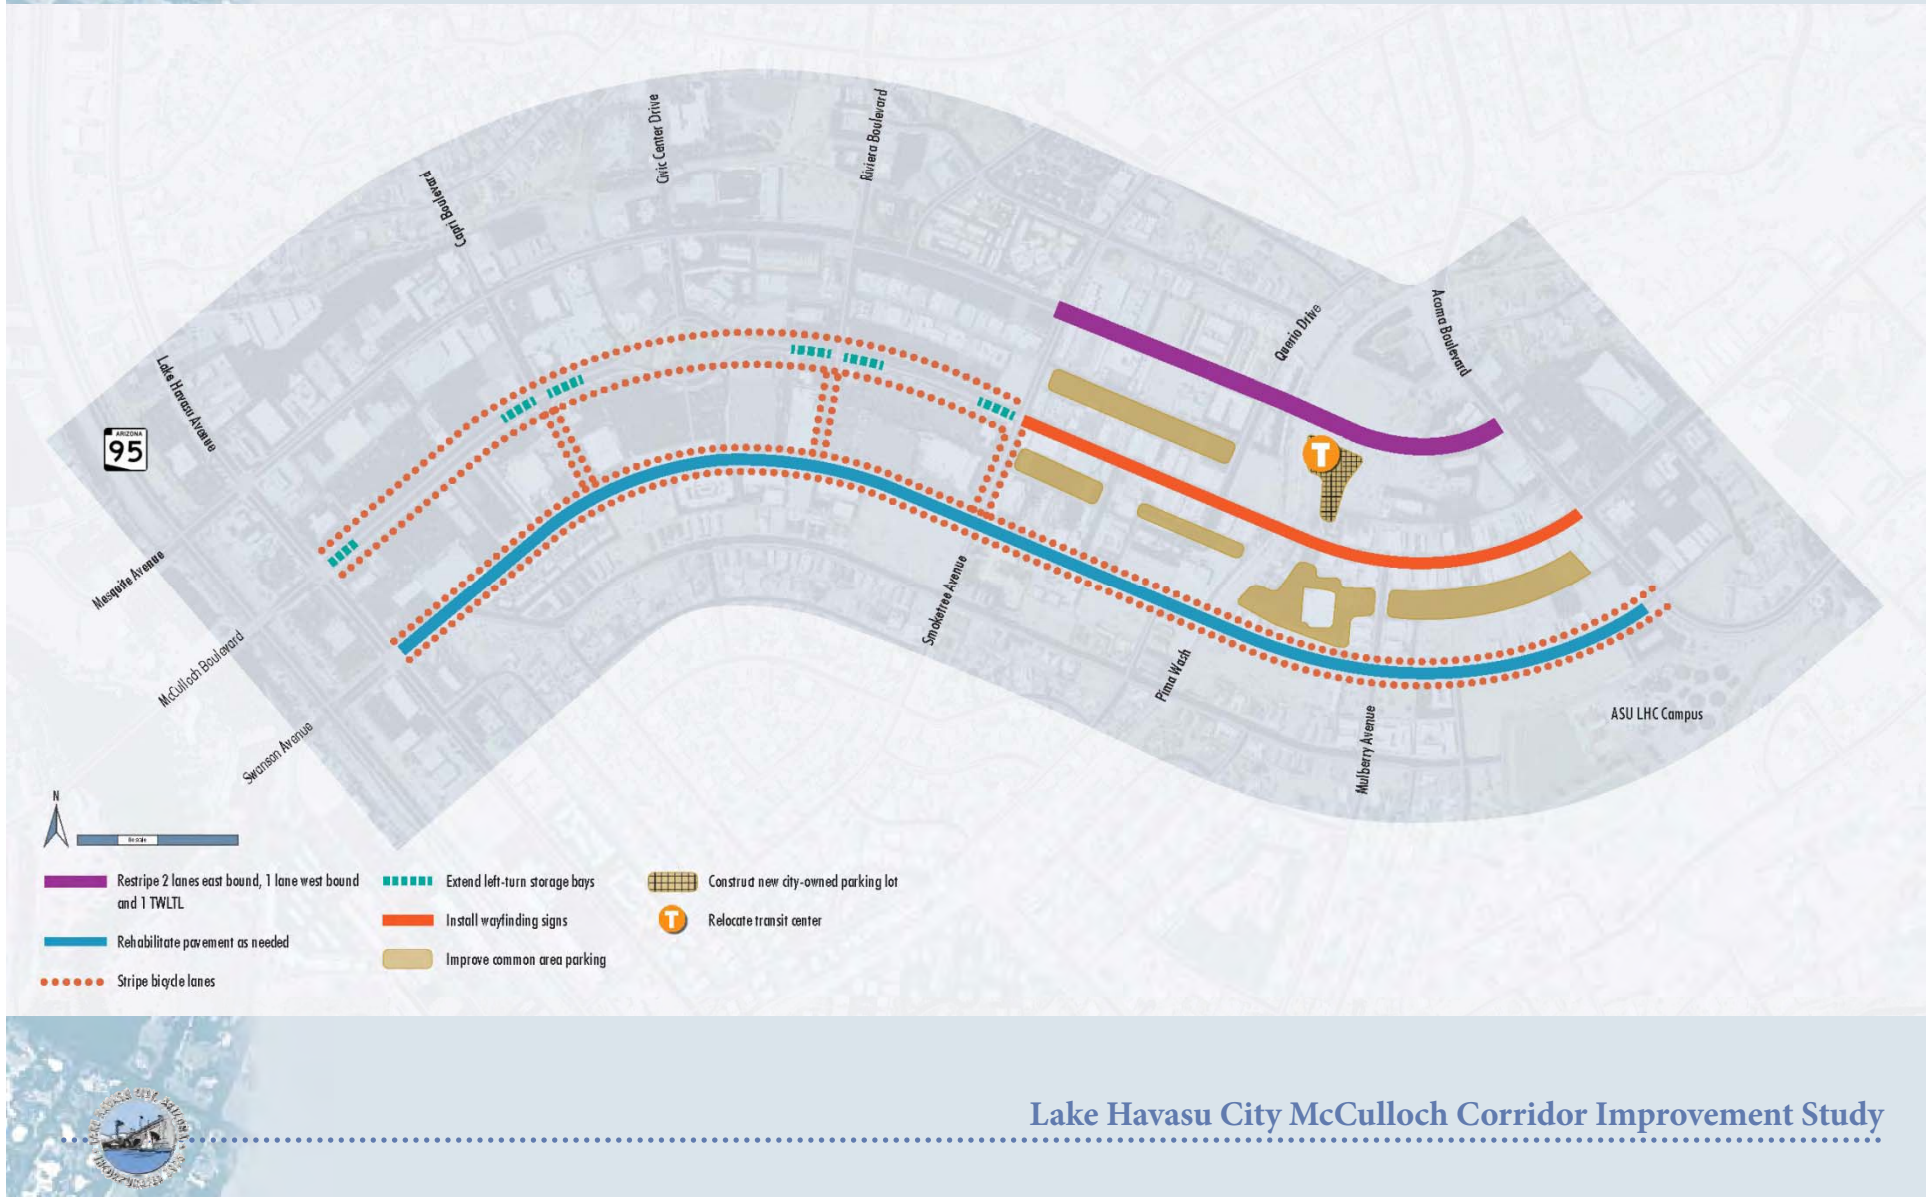 Civic Center Drive
Riviera Boulevard
Capri Boulevard
Lake Havasu Avenue
Querio Drive
Acoma Boulevard
ARIZONA
95
T
Mesquite Avenue
McCulloch Boulevard
Swanson Avenue
Smoketree Avenue
Pima Wash
Mulberry Avenue
ASU LHC Campus
N
Restripe 2 lanes east bound, 1 lane west bound
and 1 TWLTL
Rehabilitate pavement as needed
Stripe bicycle lanes
Extend left-turn storage bays
Install wayfinding signs
Improve common area parking
Construct new city-owned parking lot
T
Relocate transit center
Lake Havasu City McCulloch Corridor Improvement Study